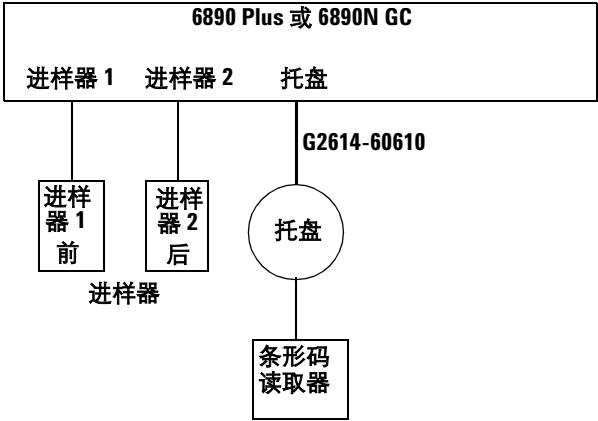 6890 Plus 或 6890N GC
进样器 1 进样器 2 托盘
G2614-60610
进样
器 1
前
进样
器 2
后
托盘
进样器
条形码
读取器